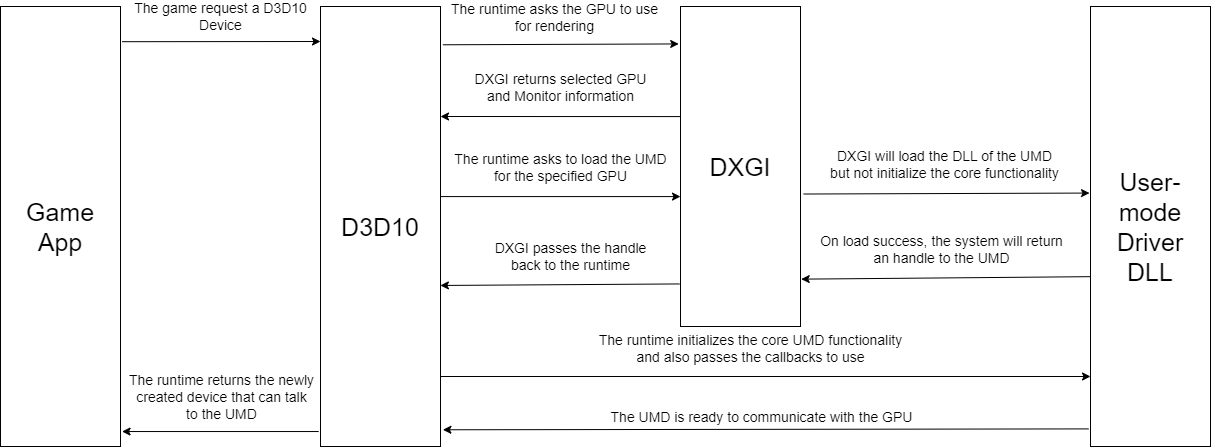 The game request a D3D10
Device
The runtime asks the GPU to use
for rendering
DXGI returns selected GPU
and Monitor information
The runtime asks to load the UMD
for the specified GPU
DXGI
DXGI will load the DLL of the UMD
but not initialize the core functionality
Game
App
D3D10
User-
mode
Driver
DLL
DXGI passes the handle
back to the runtime
On load success, the system will return
an handle to the UMD
The runtime initializes the core UMD functionality
and also passes the callbacks to use
The runtime returns the newly
created device that can talk
to the UMD
The UMD is ready to communicate with the GPU